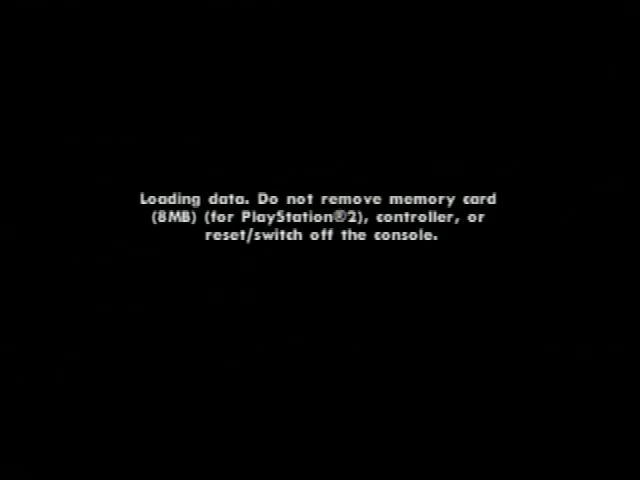 Loading data. Do not remove memory card
(8MB) (for PlayStation®2), controller, or
reset/switch off the console.